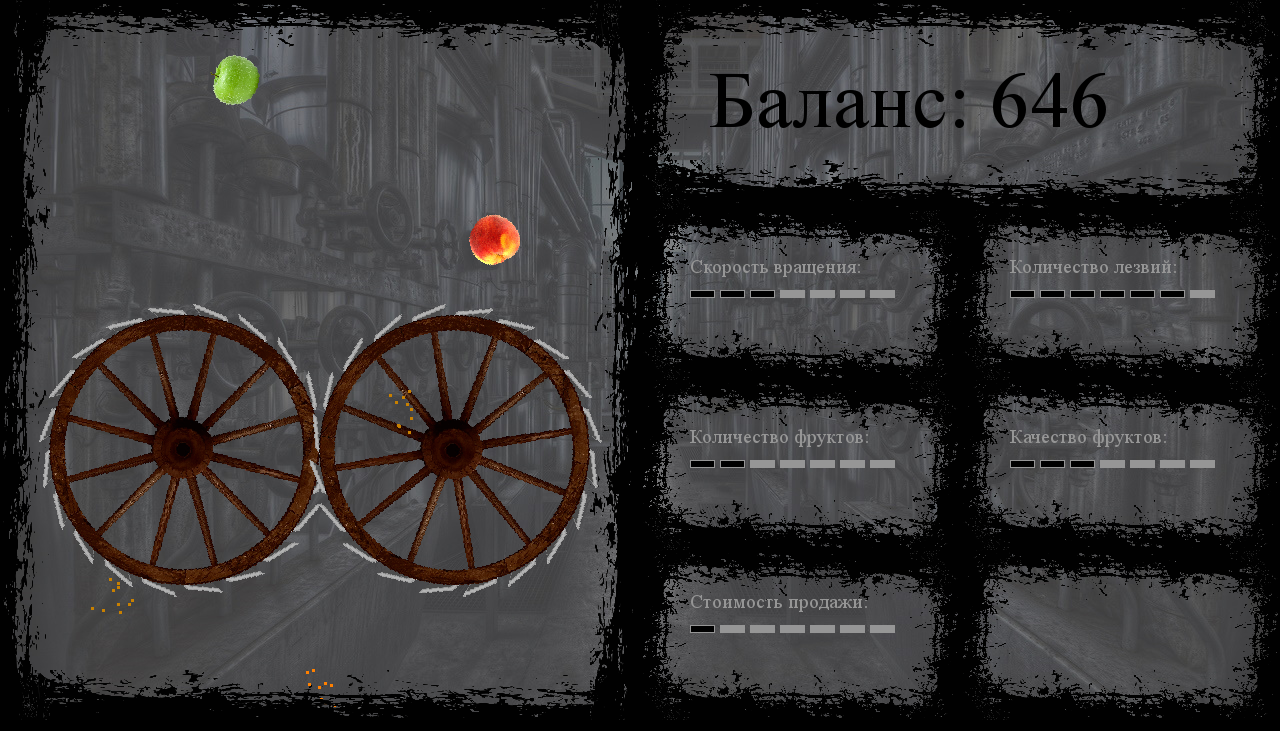 Баланс: 646
Скорость вращения:
Количество лезвий:
Количество фруктов:
Качество фруктов:
Стоимость продажи: